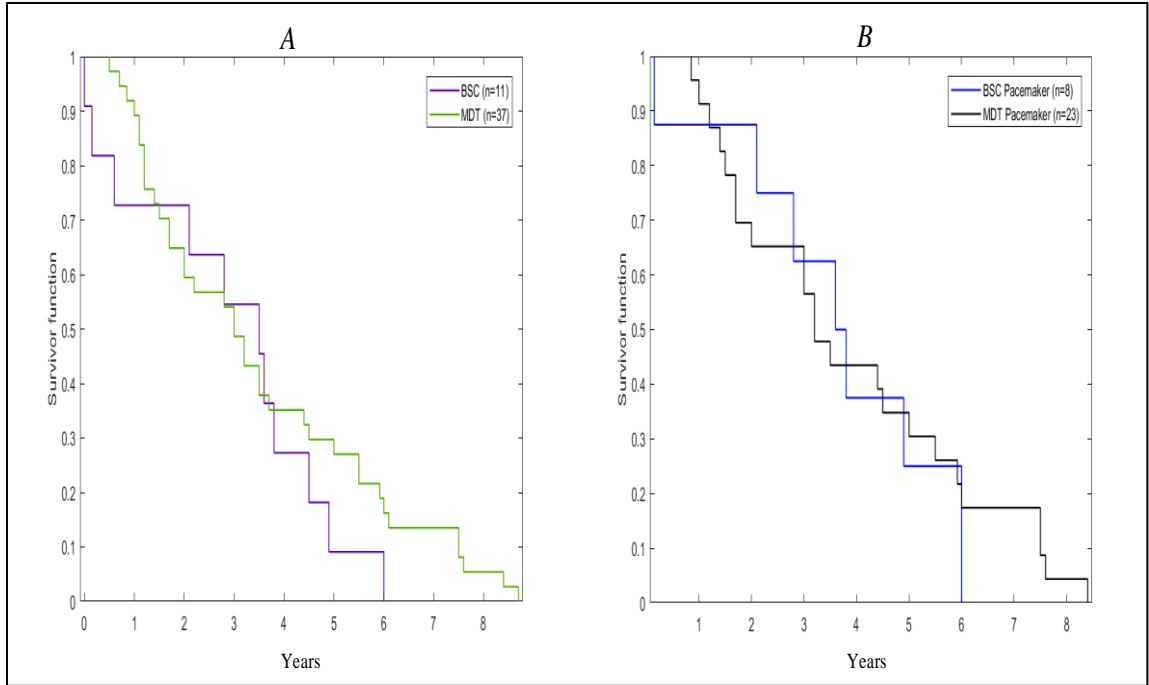 A
B
1
0.9
0.8
0.7
0.6
0.5
0.4
0.3
0.2
0.1
0
Survivor function
BSC (n=11)
MDT (n=37)
0 1 2 3 4 5 6 7 8
Years
1
0.9
0.8
0.7
0.6
0.5
0.4
0.3
0.2
0.1
0
Survivor function
BSC Pacemaker (n=8)
MDT Pacemaker (n=23)
1 2 3 4 5 6 7 8
Years